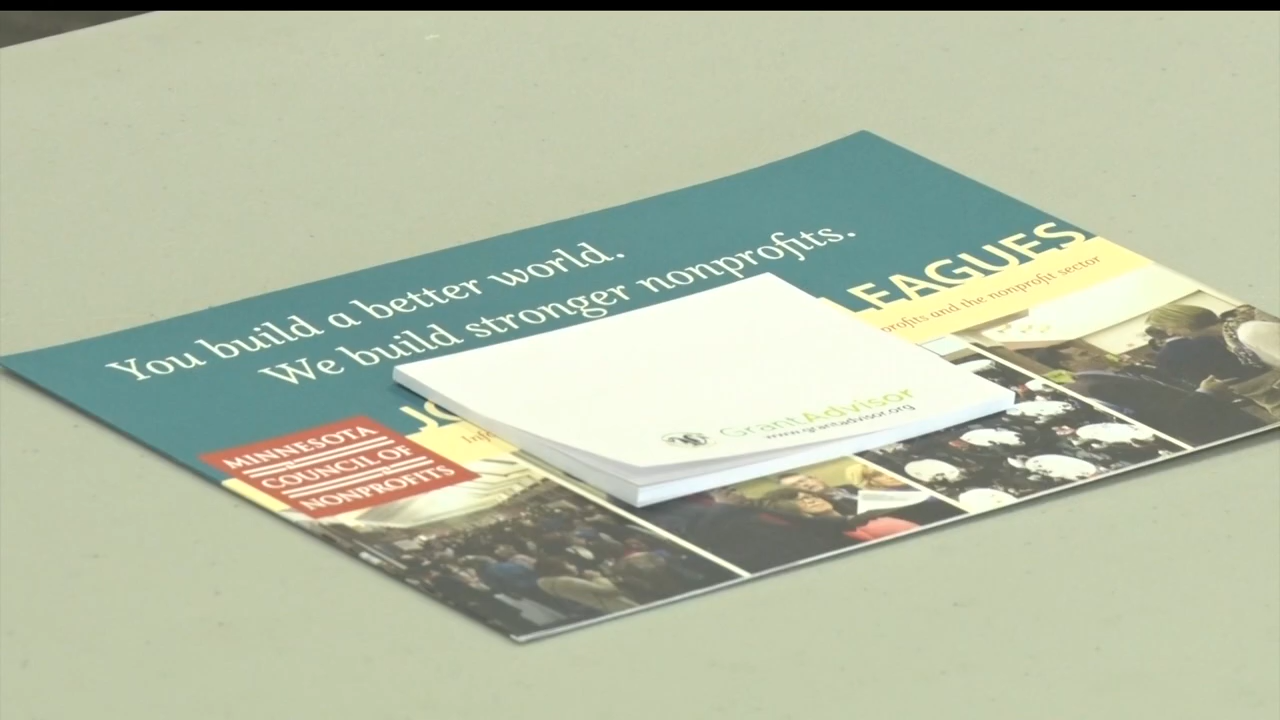 You build a better world.
We build stronger nonprofits.
LEAGUES
profits and the nonprofit sector
MINNESOTA
COUNCIL OF
NONPROFITS
GrantAdvisor
www.grantadvisor.org